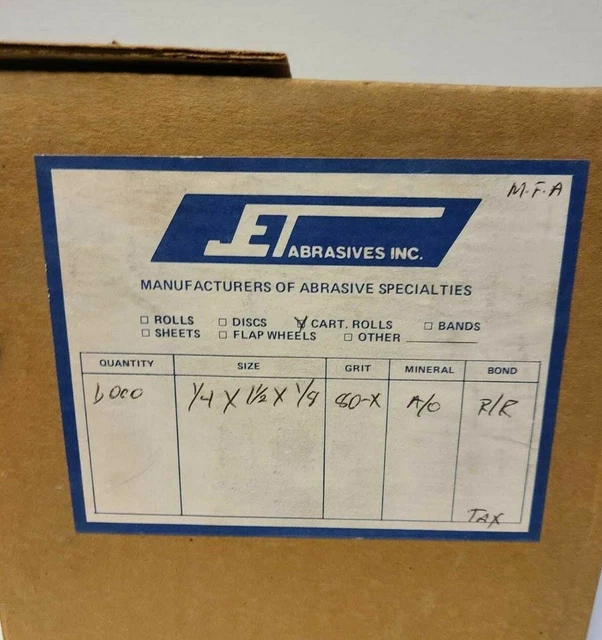 M.F.A
JET ABRASIVES INC.
MANUFACTURERS OF ABRASIVE SPECIALTIES
ROLLS DISCS CART. ROLLS BANDS
SHEETS FLAP WHEELS OTHER
QUANTITY SIZE GRIT MINERAL BOND
1000 1/4 X 1 1/2 X 1/8 80-X A/O R/R
TAX